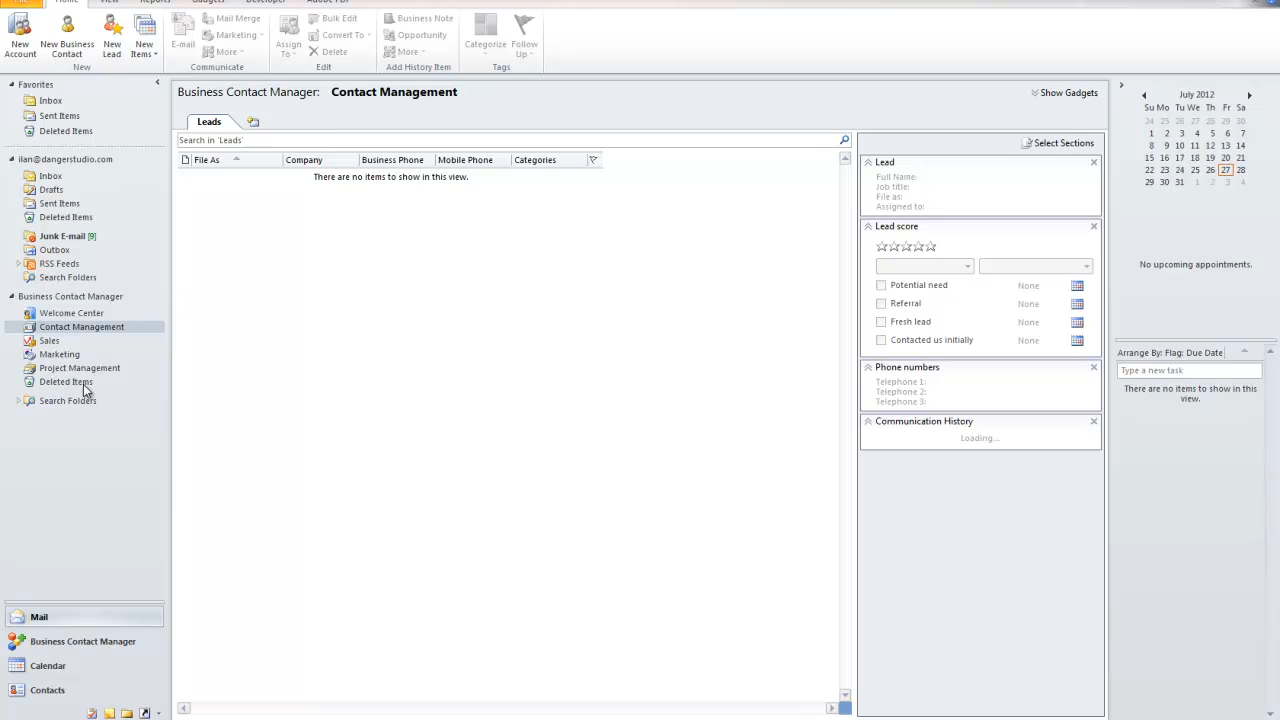 File Home View Reports Gadgets Developer Adobe PDF
New Account
New Business Contact
New Lead
New Items
New
E-mail
Mail Merge
Marketing
More
Communicate
Assign To
Bulk Edit
Convert To
Delete
Edit
Business Note
Opportunity
More
Add History Item
Categorize
Follow Up
Tags
Favorites
Inbox
Sent Items
Deleted Items
ilan@dangerstudio.com
Inbox
Drafts
Sent Items
Deleted Items
Junk E-mail [9]
Outbox
RSS Feeds
Search Folders
Business Contact Manager
Welcome Center
Contact Management
Sales
Marketing
Project Management
Deleted Items
Search Folders
Mail
Business Contact Manager
Calendar
Contacts
Business Contact Manager: Contact Management
Show Gadgets
Leads
Search in 'Leads'
File As Company Business Phone Mobile Phone Categories
There are no items to show in this view.
Select Sections
Lead
Full Name:
Job title:
File as:
Assigned to:
Lead score
Potential need None
Referral None
Fresh lead None
Contacted us initially None
Phone numbers
Telephone 1:
Telephone 2:
Telephone 3:
Communication History
Loading...
July 2012
Su Mo Tu We Th Fr Sa
24 25 26 27 28 29 30
1 2 3 4 5 6 7
8 9 10 11 12 13 14
15 16 17 18 19 20 21
22 23 24 25 26 27 28
29 30 31 1 2 3 4
No upcoming appointments.
Arrange By: Flag: Due Date
Type a new task
There are no items to show in this view.